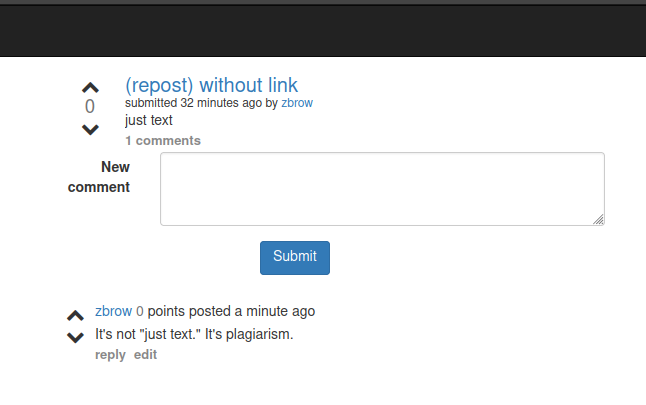 (repost) without link
0
submitted 32 minutes ago by zbrow
just text
1 comments
New
comment
Submit
zbrow 0 points posted a minute ago
It's not "just text." It's plagiarism.
reply edit